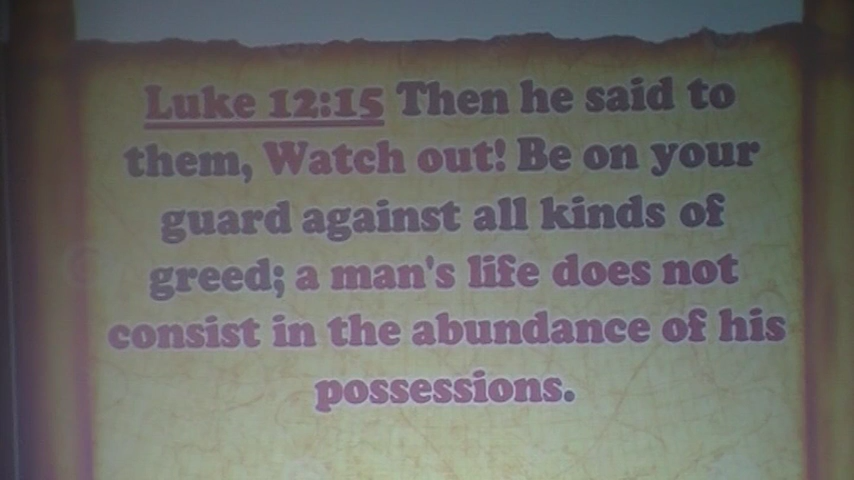 Luke 12:15 Then he said to
them, Watch out! Be on your
guard against all kinds of
greed; a man's life does not
consist in the abundance of his
possessions.